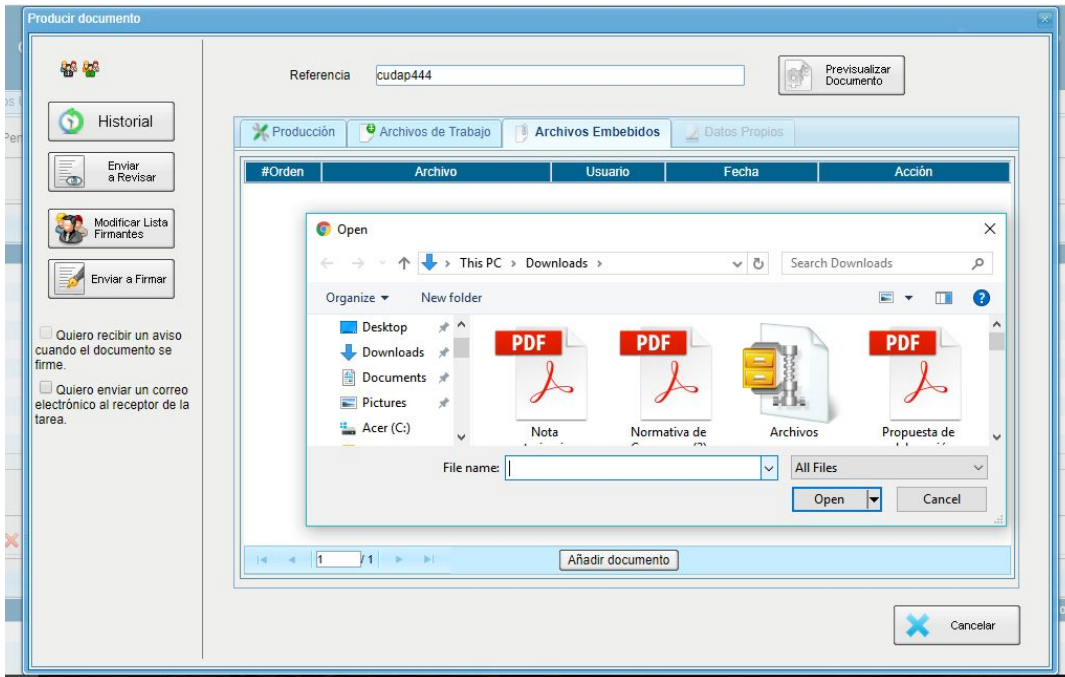 Producir documento
Historial
Enviar
a Revisar
Modificar Lista
Firmantes
Enviar a Firmar
Quiero recibir un aviso
cuando el documento se
firme.
Quiero enviar un correo
electrónico al receptor de la
tarea.
Referencia cudap444
Previsualizar
Documento
Producción Archivos de Trabajo Archivos Embebidos Datos Propios
#Orden Archivo Usuario Fecha Acción
Open
This PC > Downloads >
Search Downloads
Organize New folder
Desktop
Downloads
Documents
Pictures
Acer (C:)
PDF PDF PDF
Nota Normativa de Archivos Propuesta de
File name: All Files
Open Cancel
1 / 1
Añadir documento
Cancelar